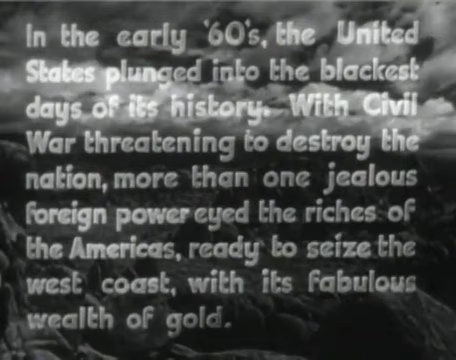 In the early '60's, the United
States plunged into the blackest
days of its history. With Civil
War threatening to destroy the
nation, more than one jealous
foreign power eyed the riches of
the Americas, ready to seize the
west coast, with its fabulous
wealth of gold.